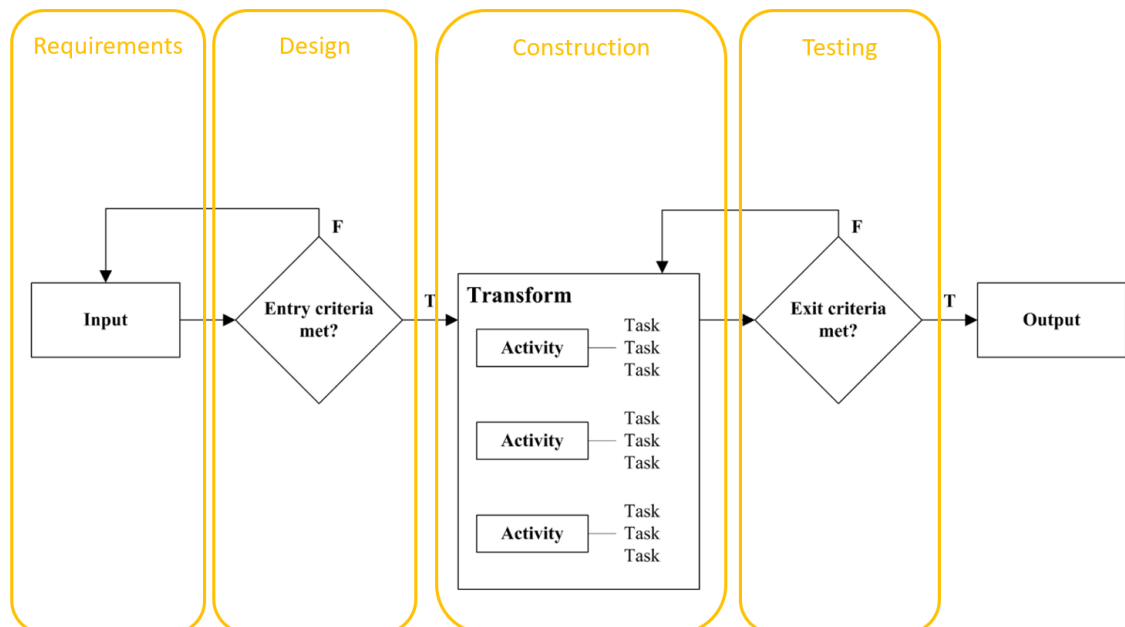 Requirements
Design
Construction
Testing
F
F
Input
Entry criteria
met?
T
Transform
Activity
Task
Task
Task
Activity
Task
Task
Task
Activity
Task
Task
Task
Exit criteria
met?
T
Output